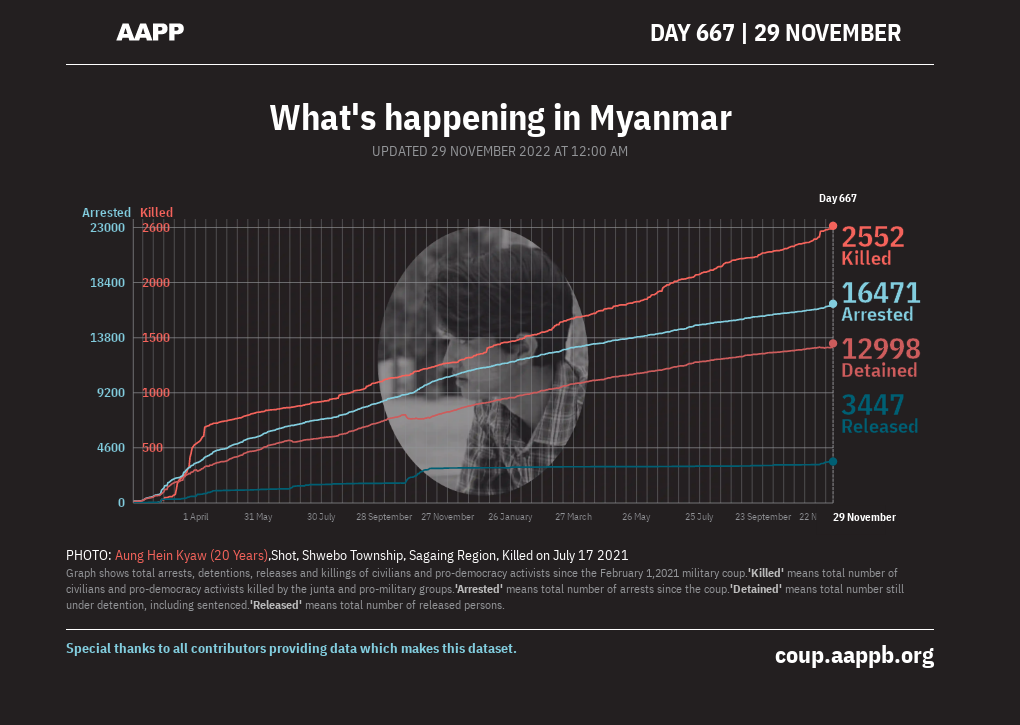 AAPP
DAY 667 | 29 NOVEMBER
What's happening in Myanmar
UPDATED 29 NOVEMBER 2022 AT 12:00 AM
Day 667
Arrested Killed
23000 2600
18400 2000
13800 1500
9200 1000
4600 500
0
2552
Killed
16471
Arrested
12998
Detained
3447
Released
1 April 31 May 30 July 28 September 27 November 26 January 27 March 26 May 25 July 23 September 22 N 29 November
PHOTO: Aung Hein Kyaw (20 Years),Shot, Shwebo Township, Sagaing Region, Killed on July 17 2021
Graph shows total arrests, detentions, releases and killings of civilians and pro-democracy activists since the February 1,2021 military coup.'Killed' means total number of
civilians and pro-democracy activists killed by the junta and pro-military groups.'Arrested' means total number of arrests since the coup.'Detained' means total number still
under detention, including sentenced.'Released' means total number of released persons.
Special thanks to all contributors providing data which makes this dataset.
coup.aappb.org